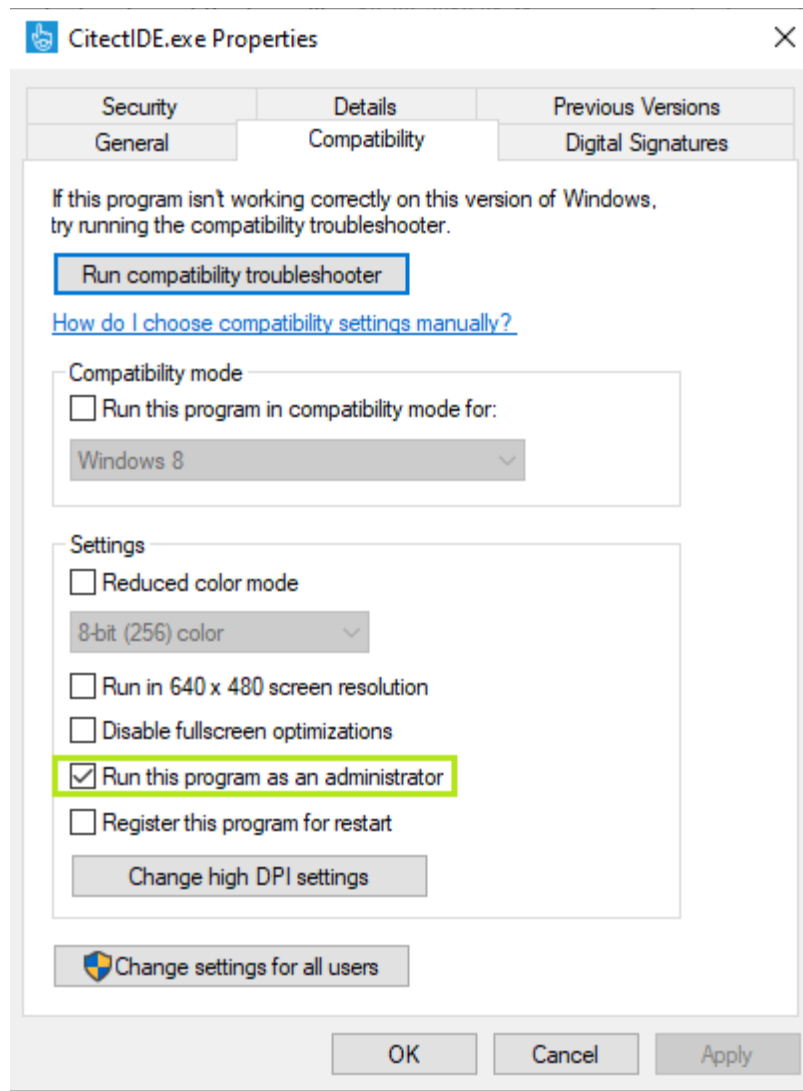 CitectIDE.exe Properties
Security Details Previous Versions
General Compatibility Digital Signatures
If this program isn't working correctly on this version of Windows,
try running the compatibility troubleshooter.
Run compatibility troubleshooter
How do I choose compatibility settings manually?
Compatibility mode
Run this program in compatibility mode for:
Windows 8
Settings
Reduced color mode
8-bit (256) color
Run in 640 x 480 screen resolution
Disable fullscreen optimizations
Run this program as an administrator
Register this program for restart
Change high DPI settings
Change settings for all users
OK Cancel Apply